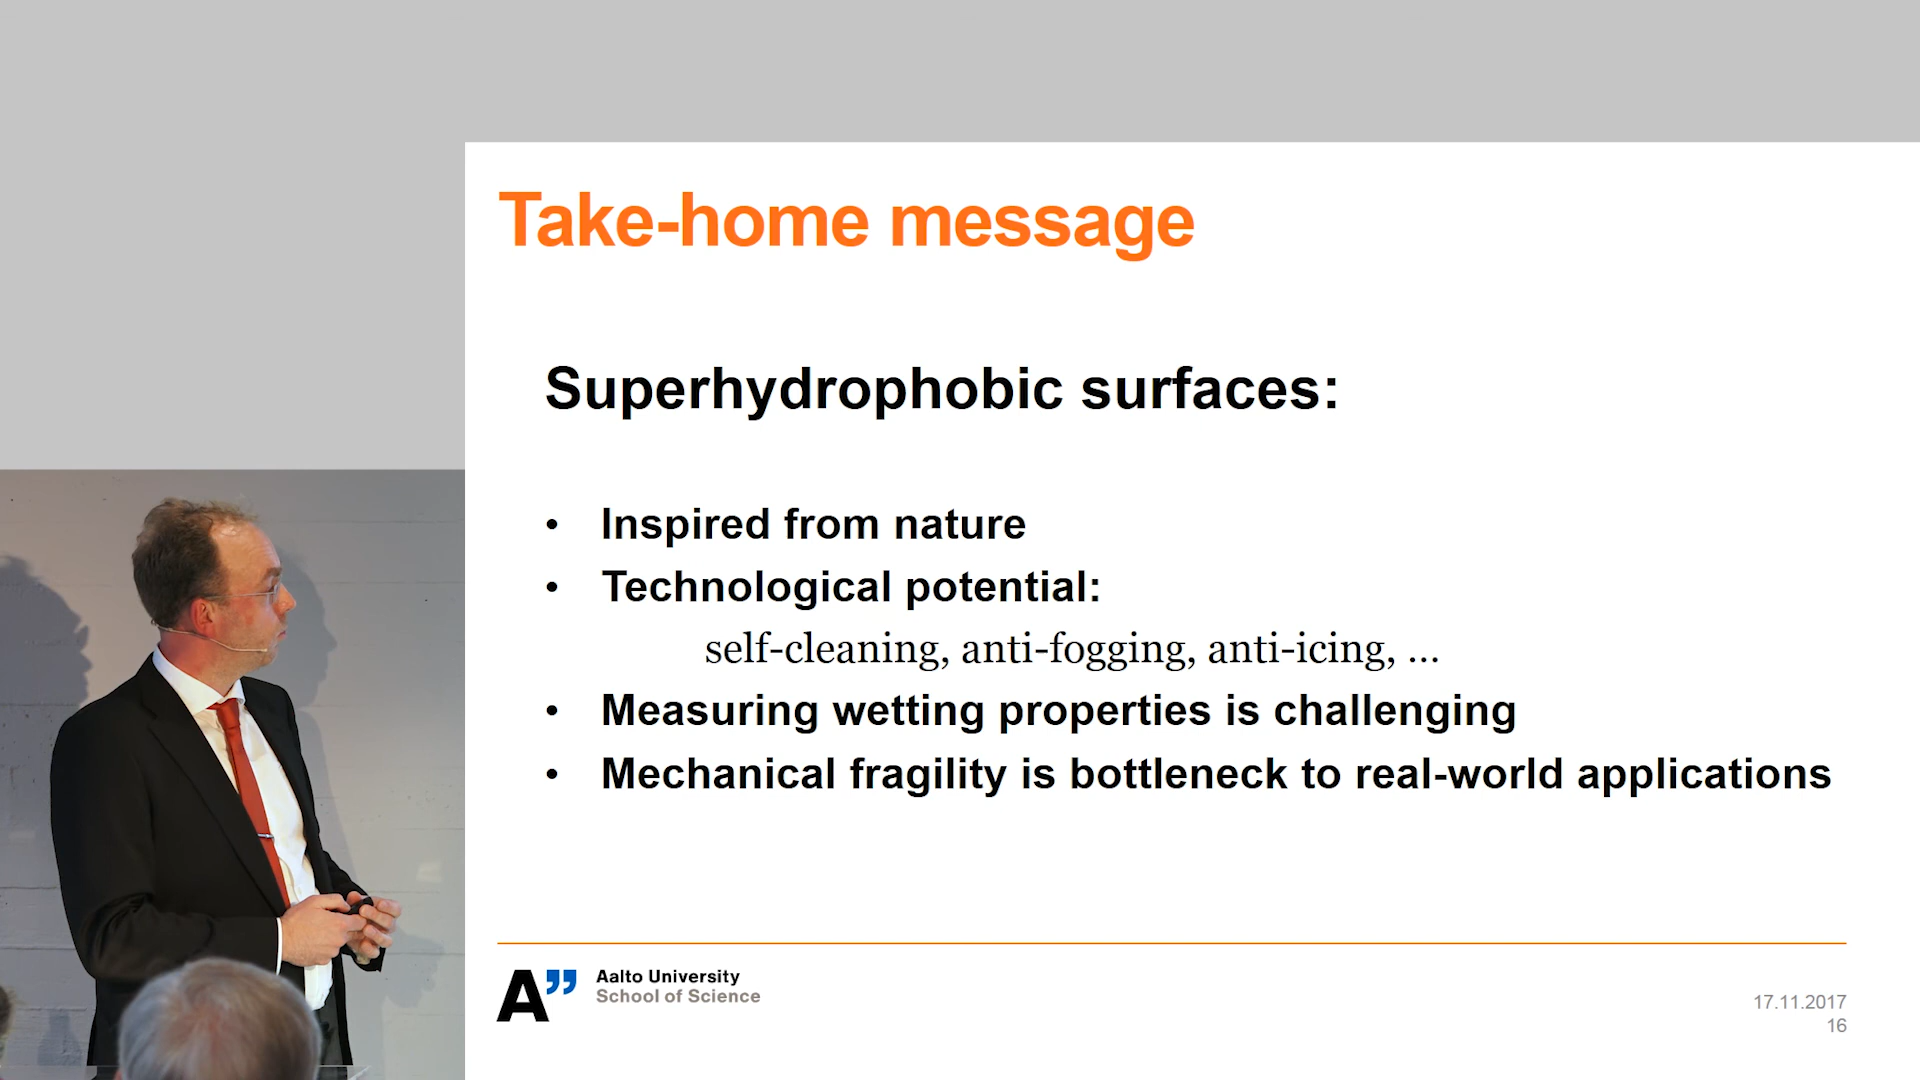 Take-home message
Superhydrophobic surfaces:
• Inspired from nature
• Technological potential:
self-cleaning, anti-fogging, anti-icing, ...
• Measuring wetting properties is challenging
• Mechanical fragility is bottleneck to real-world applications
A”
Aalto University
School of Science
17.11.2017
16